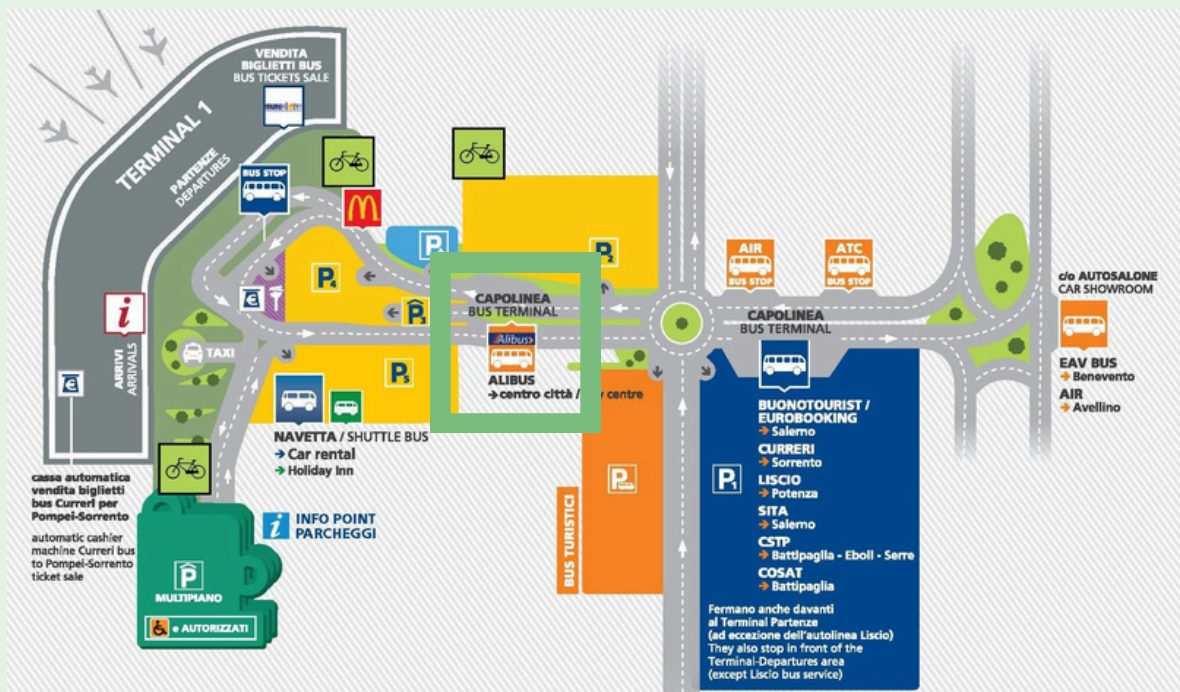 VENDITA
BIGLIETTI BUS
BUS TICKETS SALE
TERMINAL 1
PARTENZE
DEPARTURES
BUS STOP
P
P2
P4
P3
P5
CAPOLINEA
BUS TERMINAL
Alibus
ALIBUS
centro città / centre
AIR
BUS STOP
ATC
BUS STOP
CAPOLINEA
BUS TERMINAL
c/o AUTOSALONE
CAR SHOWROOM
EAV BUS
Benevento
AIR
Avellino
i
ARRIVI
ARRIVALS
TAXI
€
€
NAVETTA / SHUTTLE BUS
Car rental
Holiday Inn
cassa automatica
vendita biglietti
bus Curreri per
Pompei-Sorrento
automatic cashier
machine Curreri bus
to Pompei-Sorrento
ticket sale
i INFO POINT
PARCHEGGI
P
MULTIPIANO
e AUTORIZZATI
BUS TURISTICI
P
P1
BUONOTOURIST /
EUROBOOKING
Salerno
CURRERI
Sorrento
LISCIO
Potenza
SITA
Salerno
CSTP
Battipaglia - Eboli - Serre
COSAT
Battipaglia
Fermano anche davanti
al Terminal Partenze
(ad eccezione dell'autolinea Liscio)
They also stop in front of the
Terminal-Departures area
(except Liscio bus service)